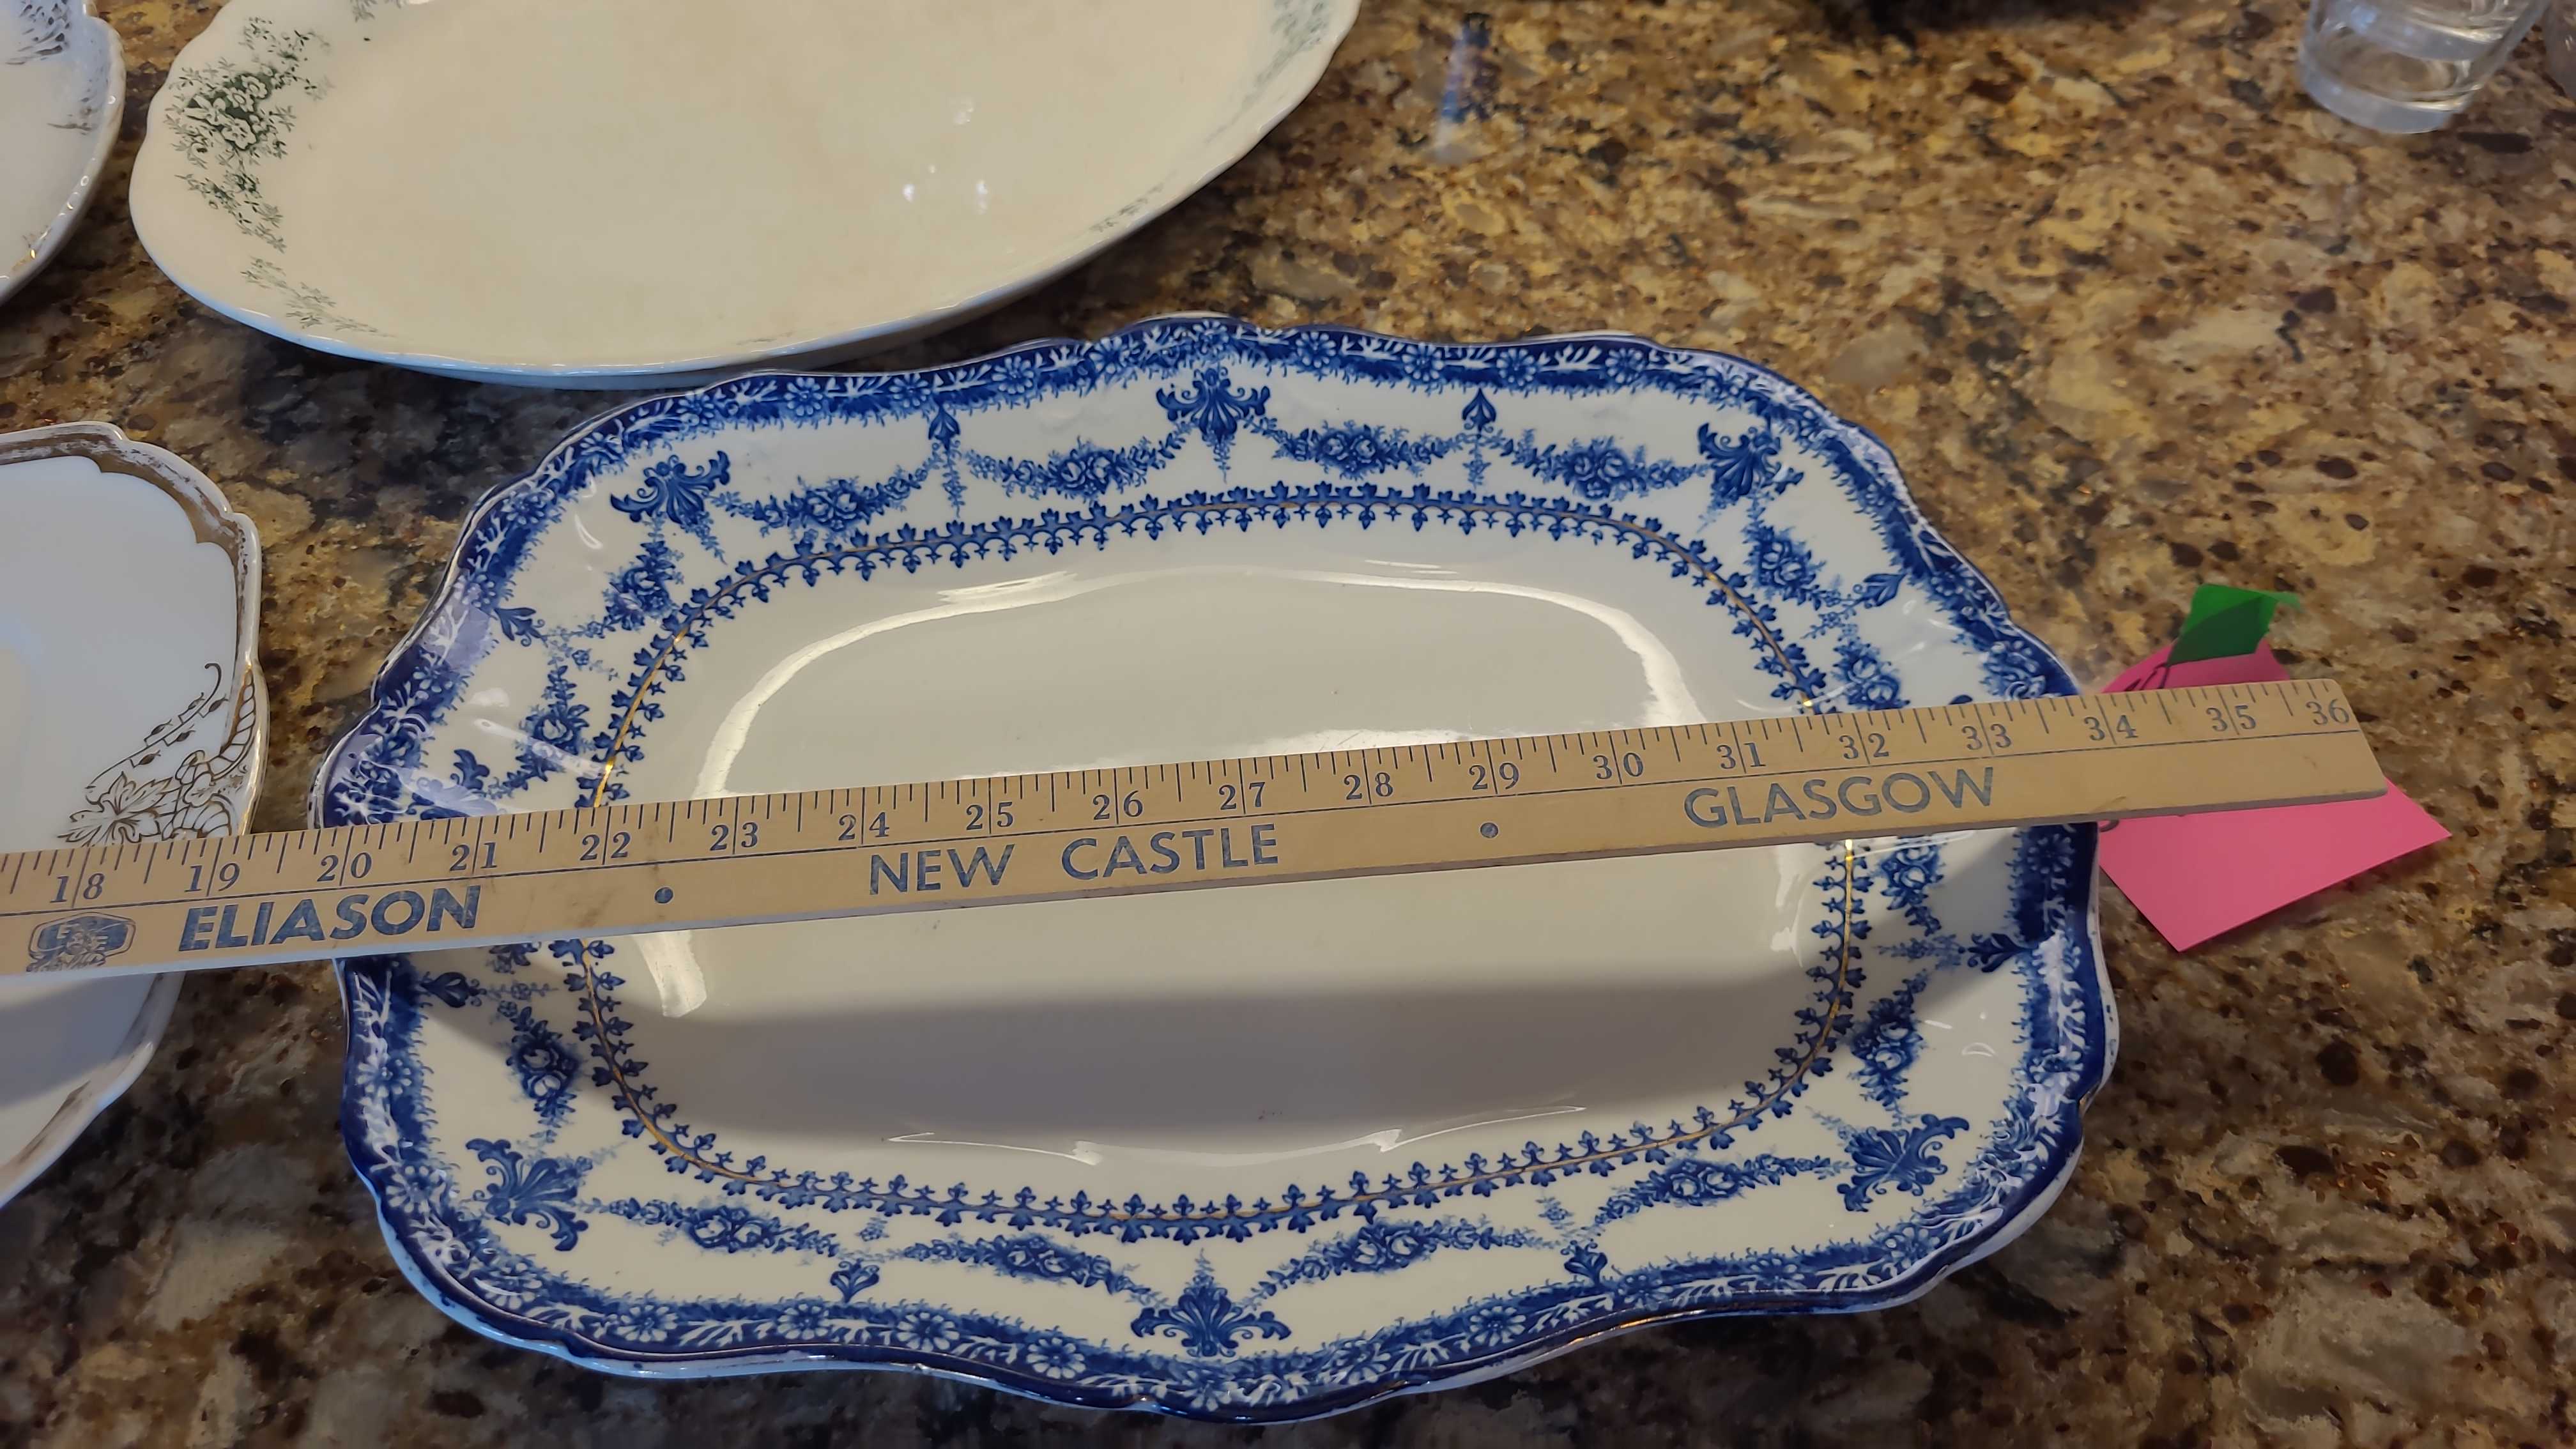 18 19 20 21 22 23 24 25 26 27 28 29 30 31 32 33 34 35 36
ELIASON • NEW CASTLE • GLASGOW